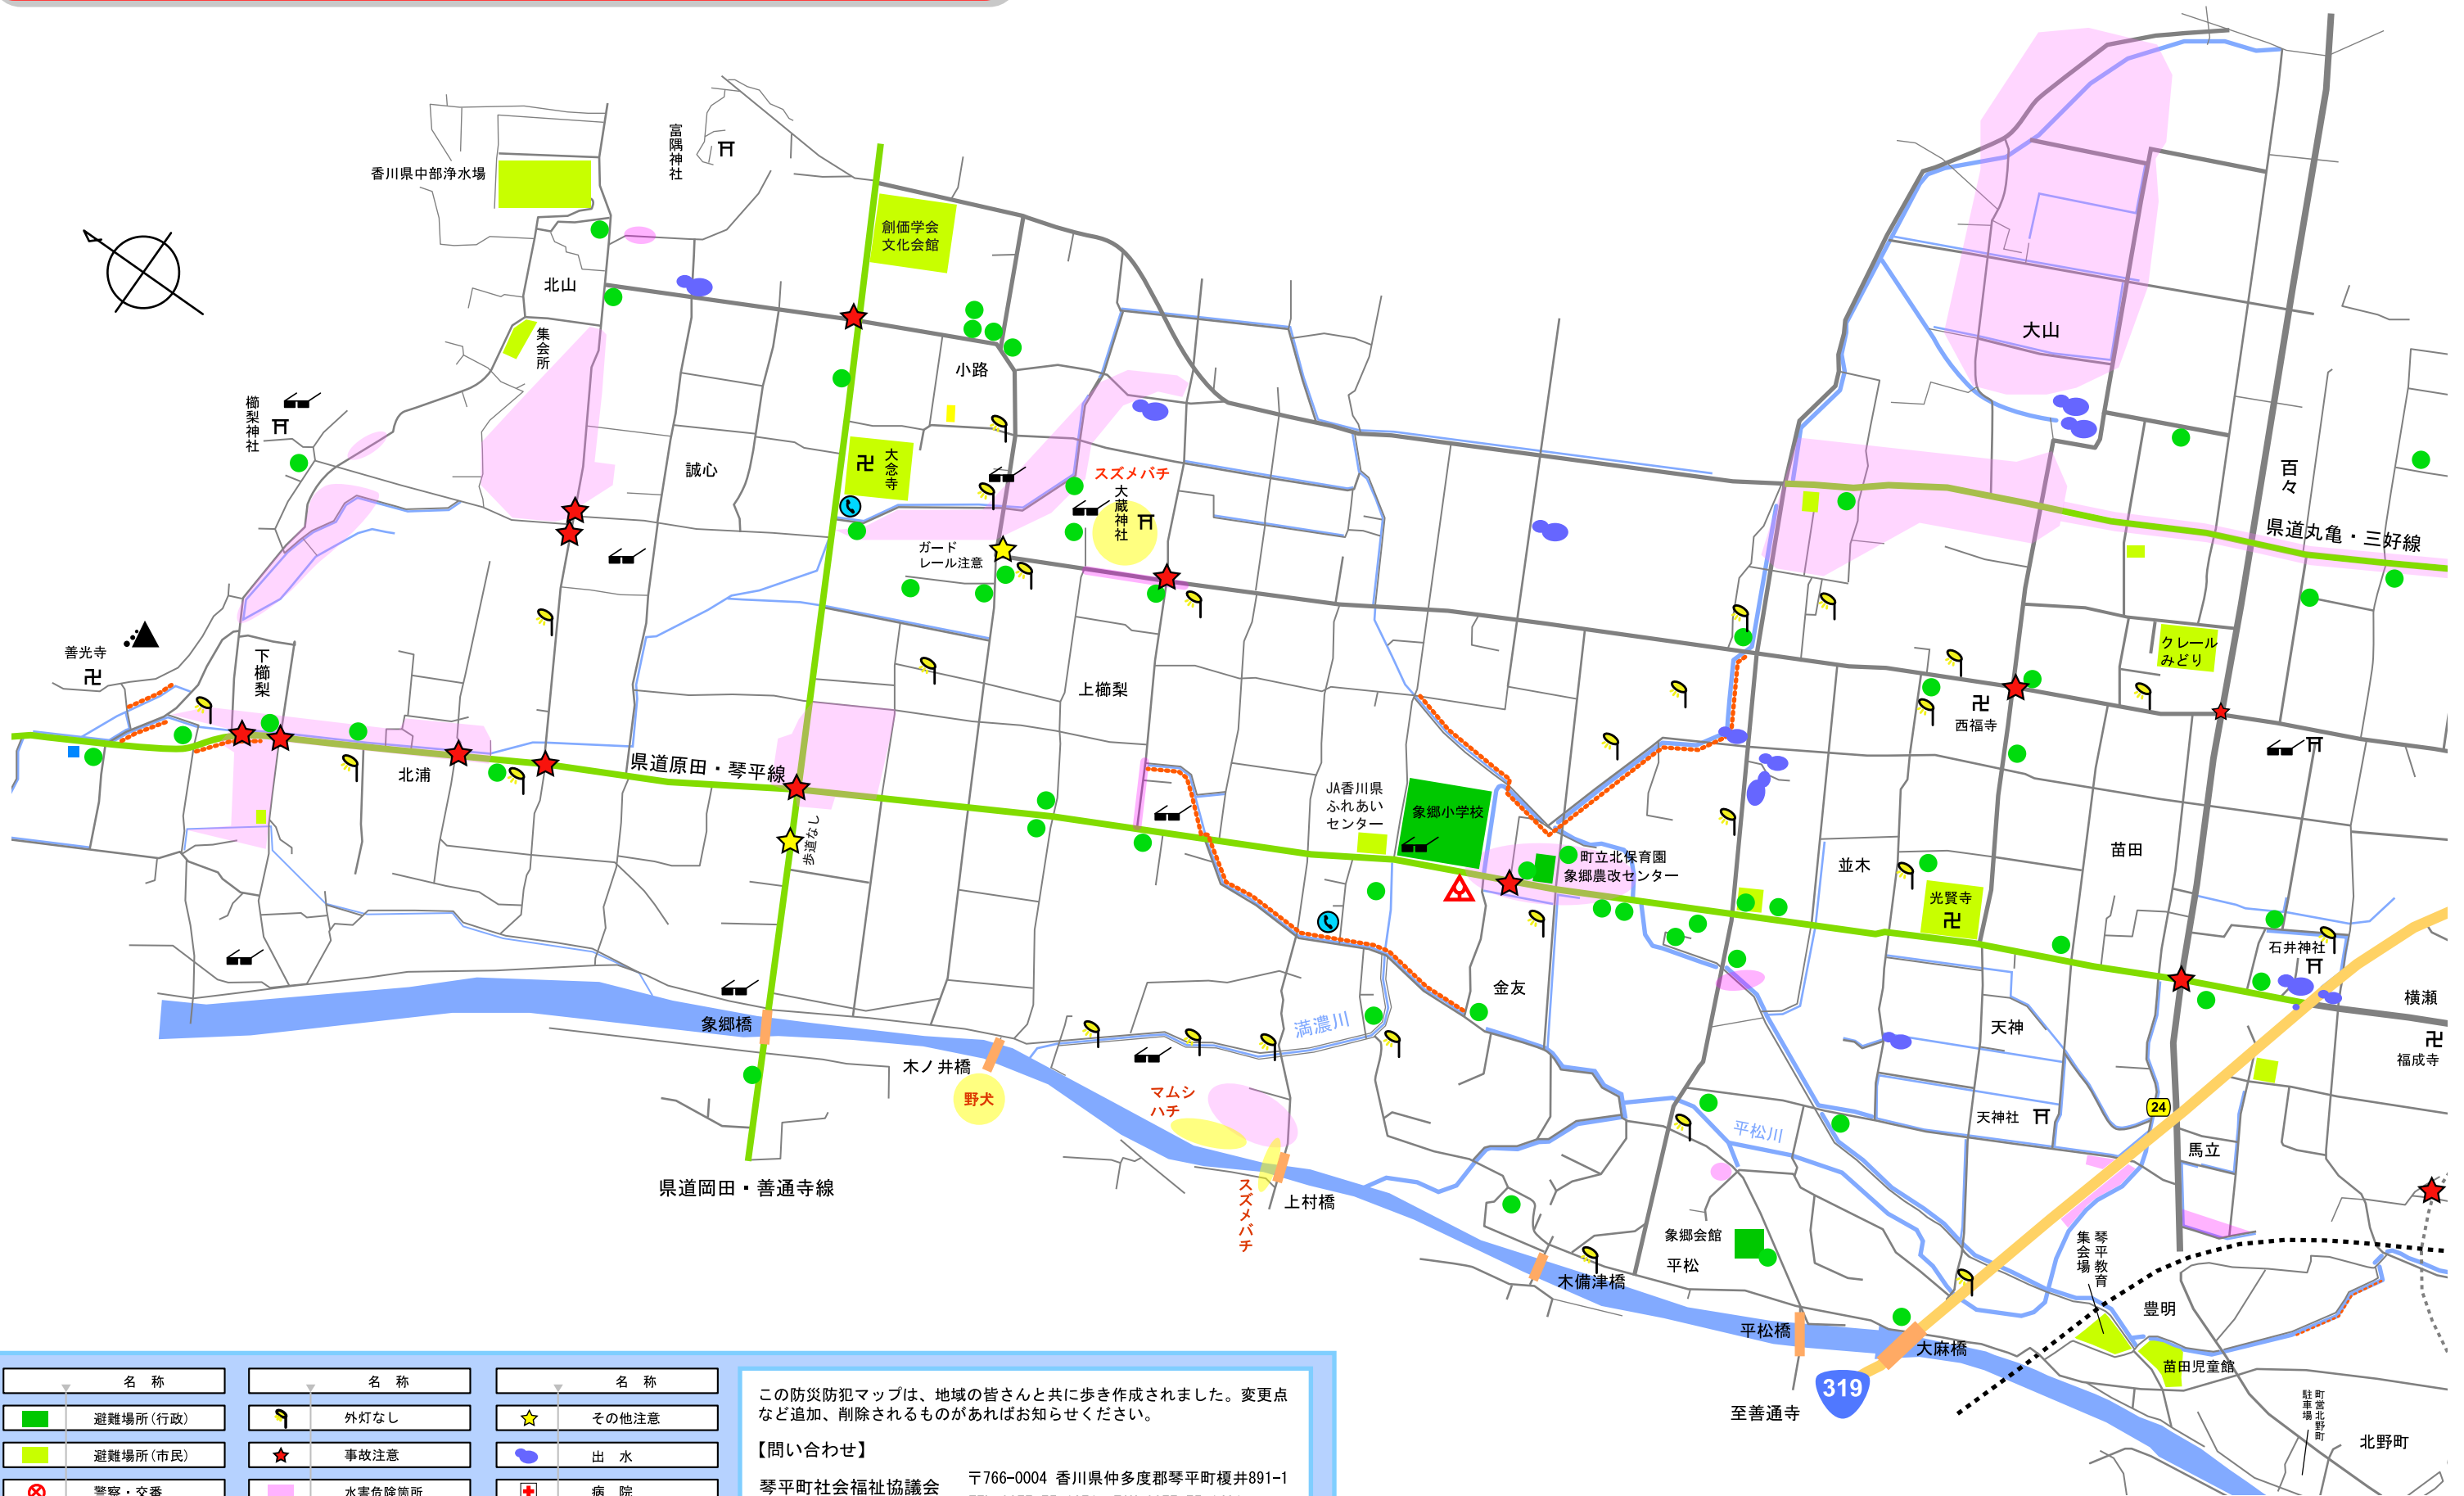 香川県中部浄水場
富隅神社
創価学会
文化会館
北山
集会所
小路
大山
櫛梨神社
誠心
大念寺
スズメバチ
大蔵神社
百々
県道丸亀・三好線
ガード
レール注意
善光寺
下櫛梨
上櫛梨
クレール
みどり
西福寺
北浦
県道原田・琴平線
歩道なし
JA香川県
ふれあい
センター
象郷小学校
町立北保育園
象郷農改センター
並木
苗田
光賢寺
石井神社
金友
横瀬
象郷橋
満濃川
天神
木ノ井橋
福成寺
野犬
マムシ
ハチ
天神社
24
平松川
馬立
県道岡田・善通寺線
スズメバチ
上村橋
象郷会館
平松
琴平教育
集会場
木備津橋
豊明
平松橋
大麻橋
苗田児童館
319
至善通寺
町営北野町
駐車場
北野町
名 称
名 称
名 称
避難場所(行政)
外灯なし
その他注意
避難場所(市民)
事故注意
出 水
警察・交番
水害危険箇所
病 院
この防災防犯マップは、地域の皆さんと共に歩き作成されました。変更点
など追加、削除されるものがあればお知らせください。
【問い合わせ】
琴平町社会福祉協議会
〒766-0004 香川県仲多度郡琴平町榎井891-1